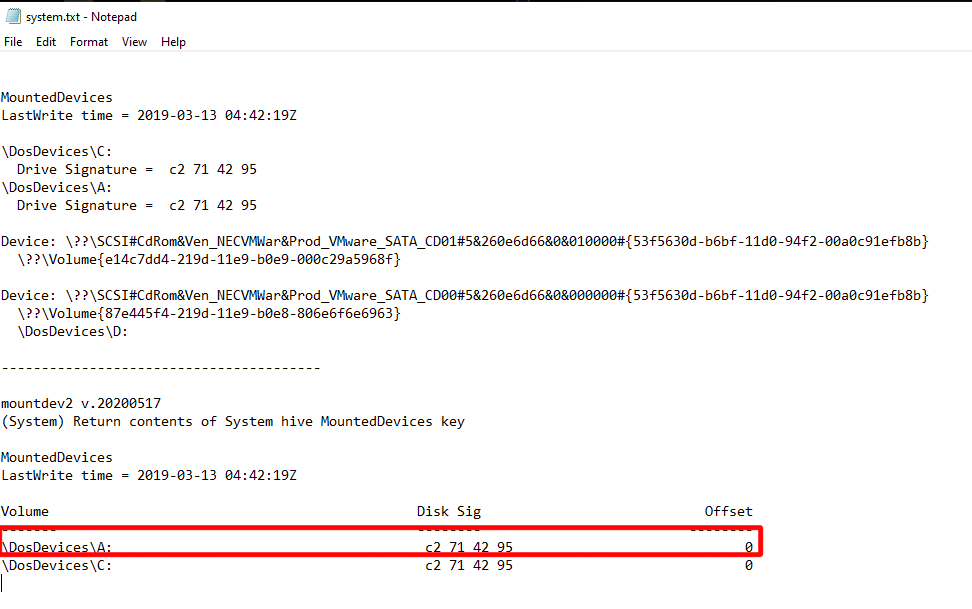 system.txt - Notepad
File Edit Format View Help
MountedDevices
LastWrite time = 2019-03-13 04:42:19Z
\DosDevices\C:
Drive Signature = c2 71 42 95
\DosDevices\A:
Drive Signature = c2 71 42 95
Device: \??\SCSI#CdRom&Ven_NECVMWar&Prod_VMware_SATA_CD01#5&260e6d66&0&010000#{53f5630d-b6bf-11d0-94f2-00a0c91efb8b}
\??\Volume{e14c7dd4-219d-11e9-b0e9-000c29a5968f}
Device: \??\SCSI#CdRom&Ven_NECVMWar&Prod_VMware_SATA_CD00#5&260e6d66&0&000000#{53f5630d-b6bf-11d0-94f2-00a0c91efb8b}
\??\Volume{87e445f4-219d-11e9-b0e8-806e6f6e6963}
\DosDevices\D:
----------------------------------------
mountdev2 v.20200517
(System) Return contents of System hive MountedDevices key
MountedDevices
LastWrite time = 2019-03-13 04:42:19Z
Volume Disk Sig Offset
------- -------- --------
\DosDevices\A: c2 71 42 95 0
\DosDevices\C: c2 71 42 95 0